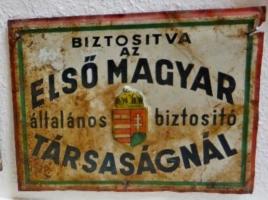 BIZTOSITVA
AZ
ELSŐ MAGYAR
általános biztosító
TÁRSASÁGNÁL